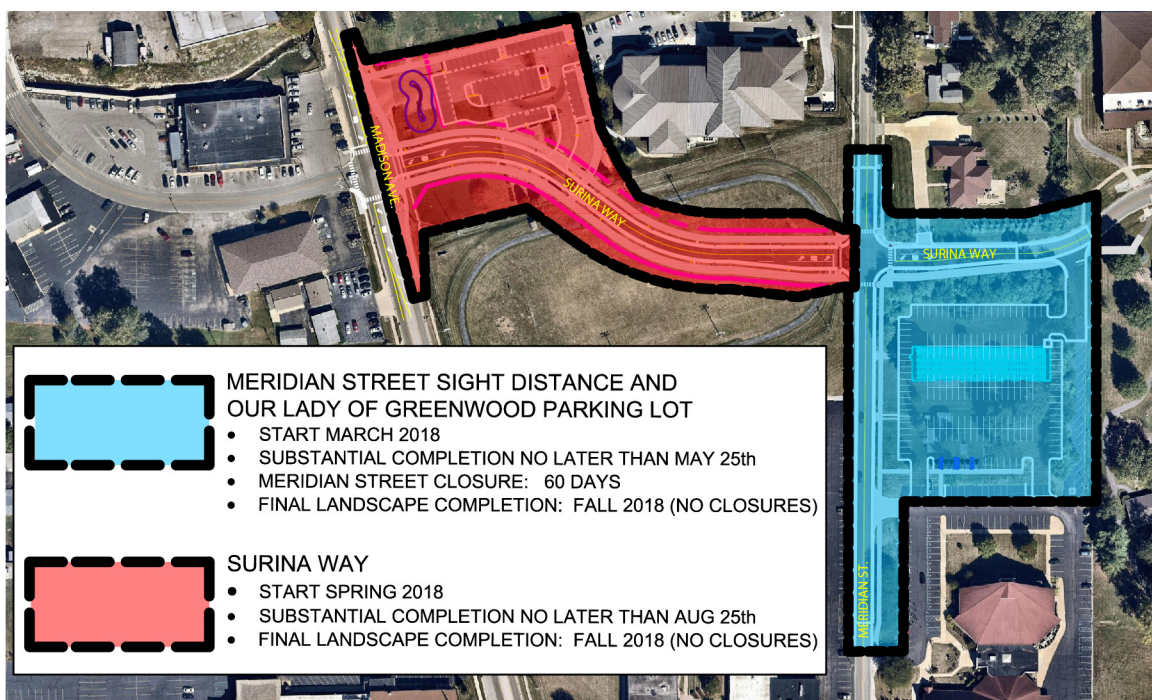 MADISON AVE.
SURINA WAY
SURINA WAY
MERIDIAN ST.
MERIDIAN STREET SIGHT DISTANCE AND
OUR LADY OF GREENWOOD PARKING LOT
• START MARCH 2018
• SUBSTANTIAL COMPLETION NO LATER THAN MAY 25th
• MERIDIAN STREET CLOSURE: 60 DAYS
• FINAL LANDSCAPE COMPLETION: FALL 2018 (NO CLOSURES)
SURINA WAY
• START SPRING 2018
• SUBSTANTIAL COMPLETION NO LATER THAN AUG 25th
• FINAL LANDSCAPE COMPLETION: FALL 2018 (NO CLOSURES)